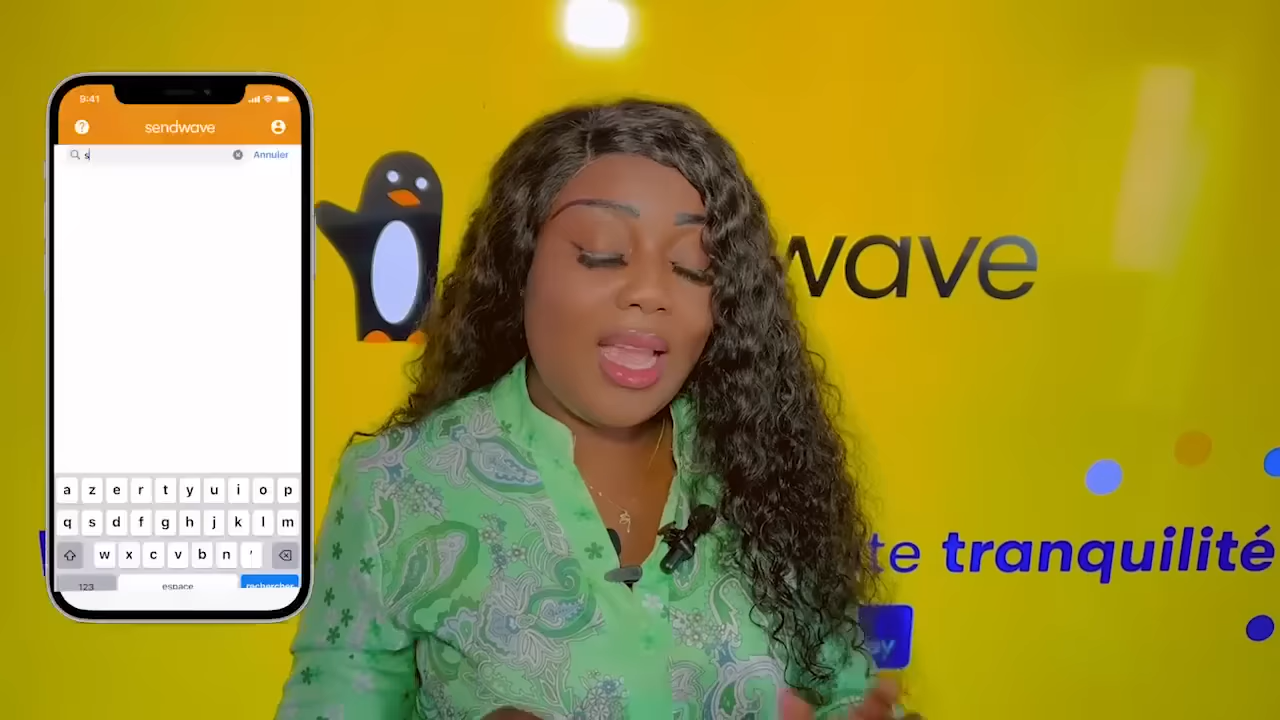 9:41
sendwave
s
Annuler
wave
a z e r t y u i o p
q s d f g h j k l m
w x c v b n '
123 espace rechercher
te tranquilité